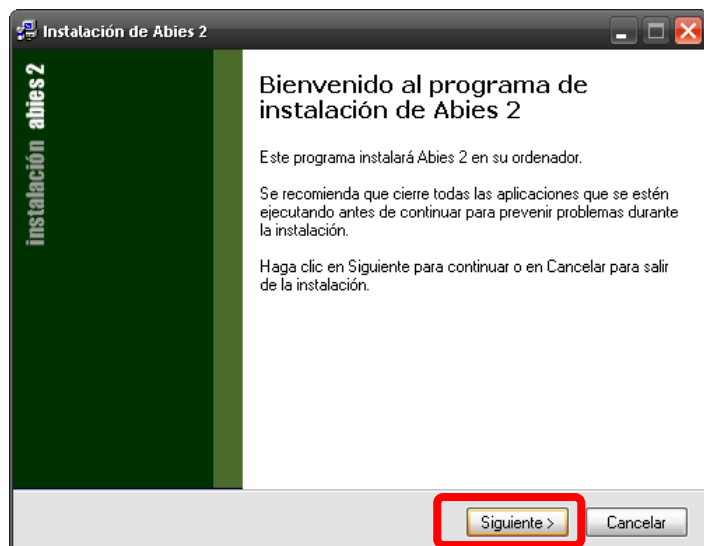 Instalación de Abies 2
instalación abies 2
Bienvenido al programa de
instalación de Abies 2
Este programa instalará Abies 2 en su ordenador.
Se recomienda que cierre todas las aplicaciones que se estén
ejecutando antes de continuar para prevenir problemas durante
la instalación.
Haga clic en Siguiente para continuar o en Cancelar para salir
de la instalación.
Siguiente >
Cancelar